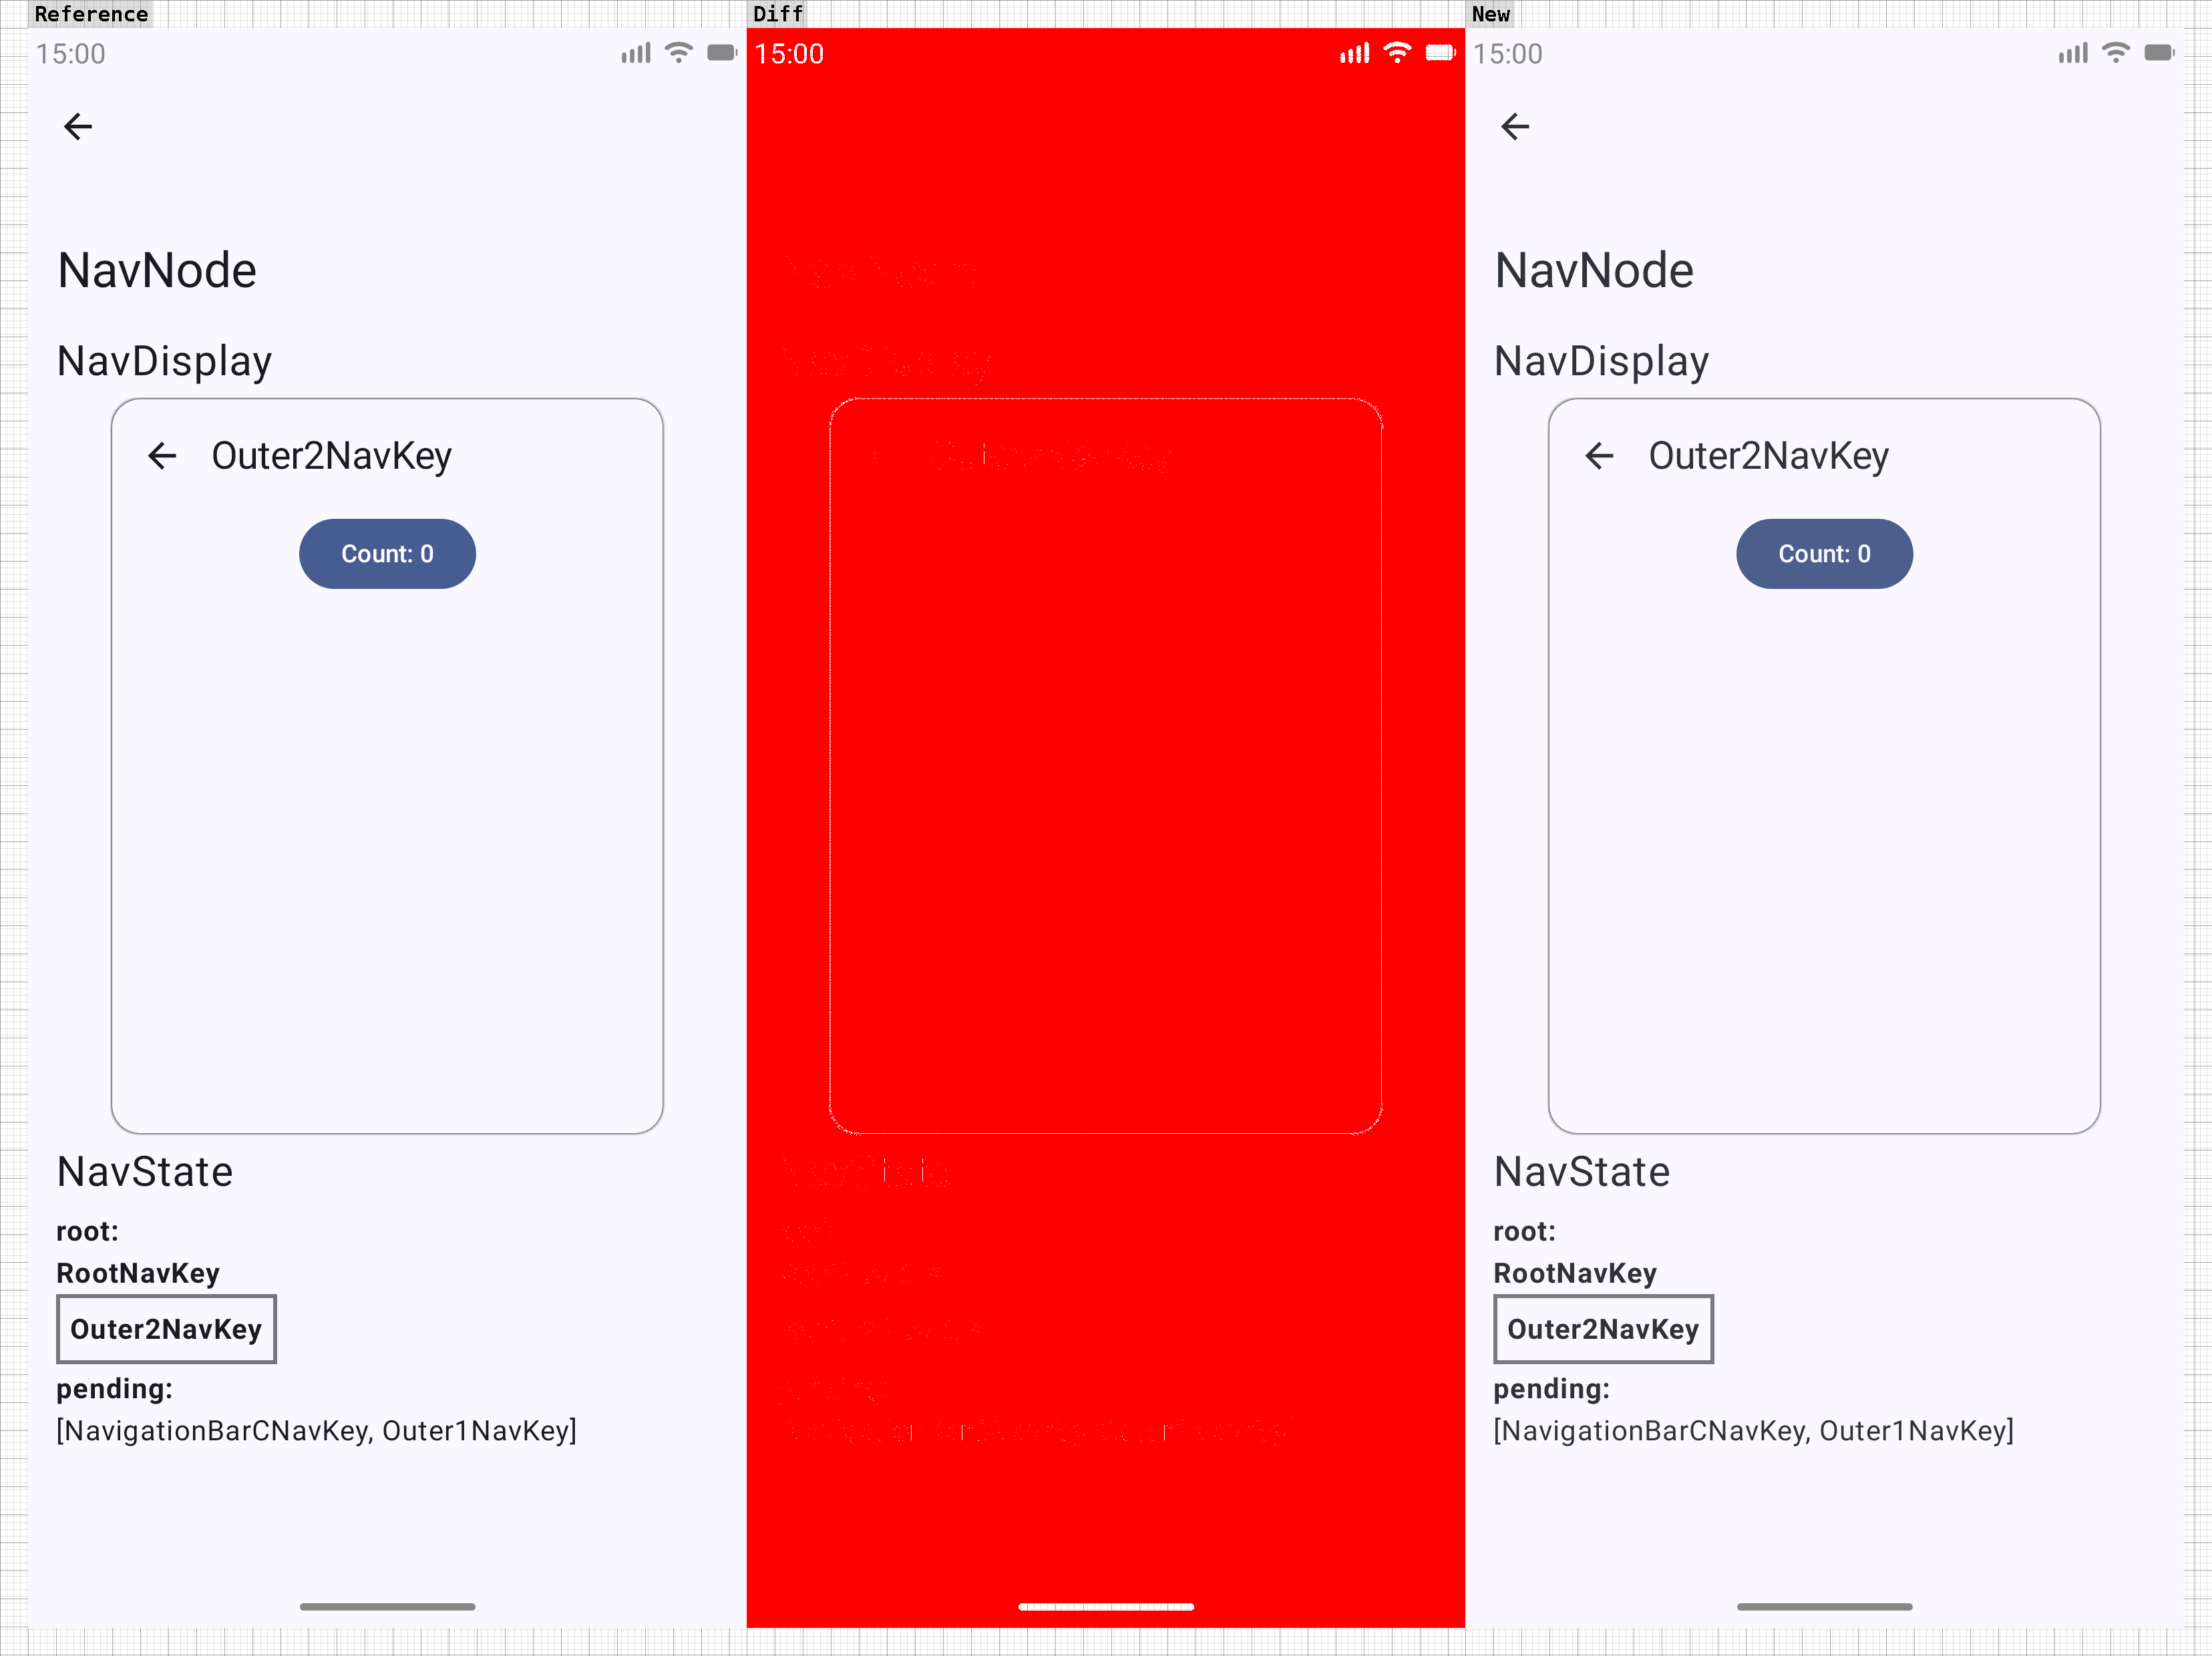 Reference
Diff
New
15:00
15:00
15:00
NavNode
NavDisplay
Outer2NavKey
Count: 0
NavState
root:
RootNavKey
Outer2NavKey
pending:
[NavigationBarCNavKey, Outer1NavKey]
NavNode
NavDisplay
Outer2NavKey
Count: 0
NavState
root:
RootNavKey
Outer2NavKey
pending:
[NavigationBarCNavKey, Outer1NavKey]